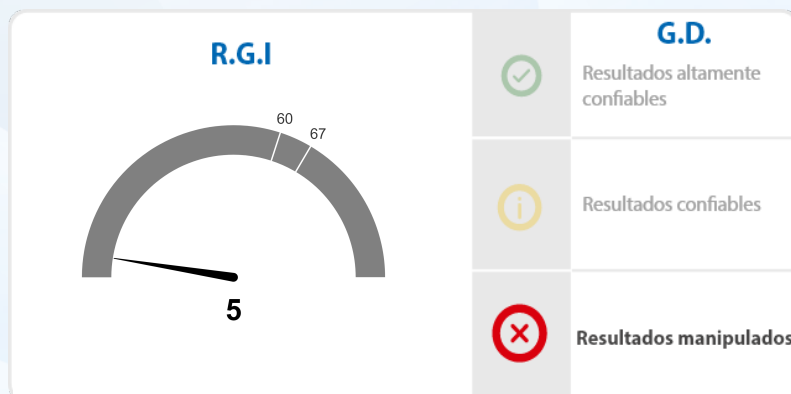 R.G.I
60
67
5
G.D.
Resultados altamente
confiables
Resultados confiables
Resultados manipulados